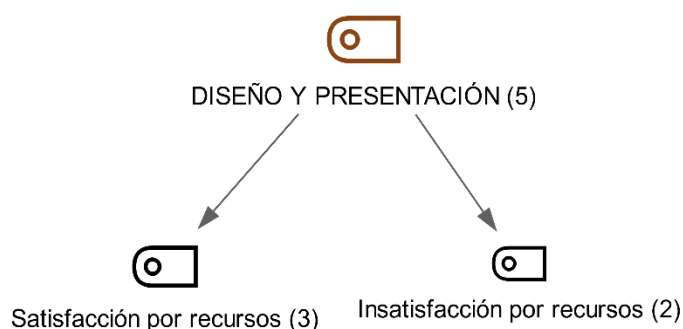 DISEÑO Y PRESENTACIÓN (5)
Satisfacción por recursos (3)
Insatisfacción por recursos (2)